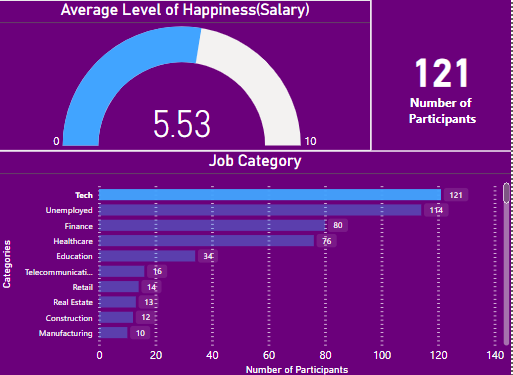 Average Level of Happiness(Salary)
5.53
0
10
121
Number of
Participants
Job Category
Categories
Tech
121
Unemployed
114
Finance
80
Healthcare
76
Education
34
Telecommunicati...
16
Retail
14
Real Estate
13
Construction
12
Manufacturing
10
0 20 40 60 80 100 120 140
Number of Participants